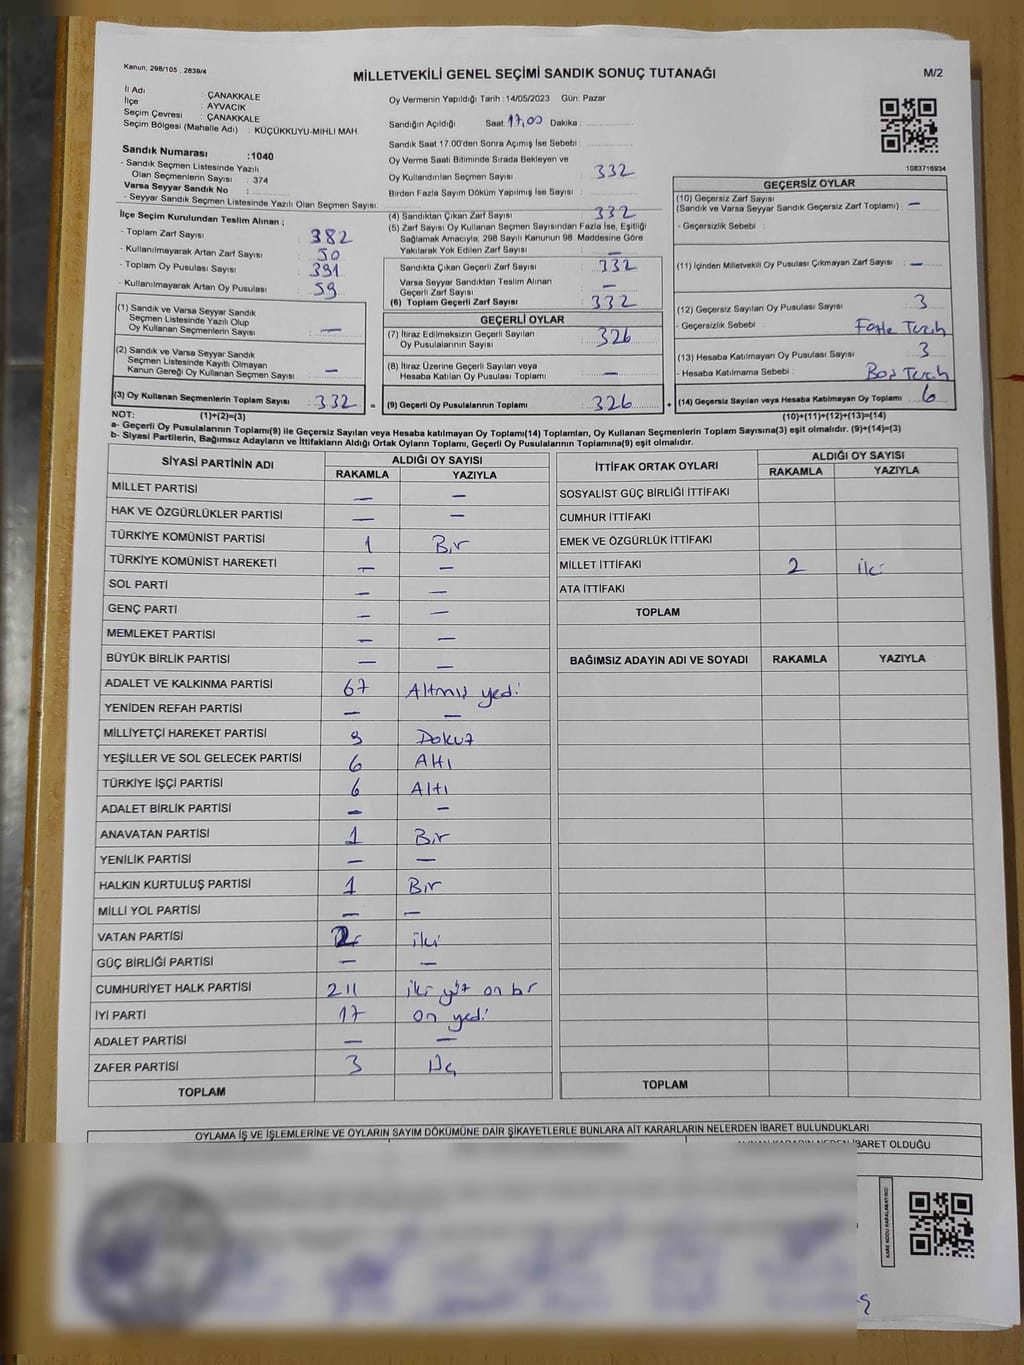 Kanun, 298/105 , 2839/4
MİLLETVEKİLİ GENEL SEÇİMİ SANDIK SONUÇ TUTANAĞI
M/2
İl Adı : ÇANAKKALE
İlçe : AYVACIK
Seçim Çevresi : ÇANAKKALE
Seçim Bölgesi (Mahalle Adı) : KÜÇÜKKUYU-MIHLI MAH.
Sandık Numarası :1040
- Sandık Seçmen Listesinde Yazılı
Olan Seçmenlerin Sayısı : 374
Varsa Seyyar Sandık No :
- Seyyar Sandık Seçmen Listesinde Yazılı Olan Seçmen Sayısı:
Oy Vermenin Yapıldığı Tarih : 14/05/2023 Gün: Pazar
Sandığın Açıldığı Saat 17,00 Dakika :
Sandık Saat 17.00'den Sonra Açımış İse Sebebi :
Oy Verme Saati Bitiminde Sırada Bekleyen ve
Oy Kullandırılan Seçmen Sayısı 332
Birden Fazla Sayım Döküm Yapılmış İse Sayısı :
1083716934
İlçe Seçim Kurulundan Teslim Alınan ;
- Toplam Zarf Sayısı 382
- Kullanılmayarak Artan Zarf Sayısı 50
- Toplam Oy Pusulası Sayısı 391
- Kullanılmayarak Artan Oy Pusulası 59
(1) Sandık ve Varsa Seyyar Sandık
Seçmen Listesinde Yazılı Olup
Oy Kullanan Seçmenlerin Sayısı —
(2) Sandık ve Varsa Seyyar Sandık
Seçmen Listesinde Kayıtlı Olmayan
Kanun Gereği Oy Kullanan Seçmen Sayısı —
(3) Oy Kullanan Seçmenlerin Toplam Sayısı 332 =
(4) Sandıktan Çıkan Zarf Sayısı 332
(5) Zarf Sayısı Oy Kullanan Seçmen Sayısından Fazla İse, Eşitliği
Sağlamak Amacıyla, 298 Sayılı Kanunun 98. Maddesine Göre
Yakılarak Yok Edilen Zarf Sayısı —
Sandıkta Çıkan Geçerli Zarf Sayısı 332
Varsa Seyyar Sandıktan Teslim Alınan
Geçerli Zarf Sayısı —
(6) Toplam Geçerli Zarf Sayısı 332
GEÇERLİ OYLAR
(7) İtiraz Edilmeksizin Geçerli Sayılan
Oy Pusulalarının Sayısı 326
(8) İtiraz Üzerine Geçerli Sayılan veya
Hesaba Katılan Oy Pusulası Toplamı —
(9) Geçerli Oy Pusulalarının Toplamı 326 +
GEÇERSİZ OYLAR
(10) Geçersiz Zarf Sayısı
(Sandık ve Varsa Seyyar Sandık Geçersiz Zarf Toplamı) : —
- Geçersizlik Sebebi :
(11) İçinden Milletvekili Oy Pusulası Çıkmayan Zarf Sayısı —
(12) Geçersiz Sayılan Oy Pusulası Sayısı 3
- Geçersizlik Sebebi :
(13) Hesaba Katılmayan Oy Pusulası Sayısı 3
- Hesaba Katılmama Sebebi :
(14) Geçersiz Sayılan veya Hesaba Katılmayan Oy Toplamı 6
NOT: (1)+(2)=(3) (10)+(11)+(12)+(13)=(14)
a- Geçerli Oy Pusulalarının Toplamı(9) ile Geçersiz Sayılan veya Hesaba katılmayan Oy Toplamı(14) Toplamları, Oy Kullanan Seçmenlerin Toplam Sayısına(3) eşit olmalıdır. (9)+(14)=(3)
b- Siyasi Partilerin, Bağımsız Adayların ve İttifakların Aldığı Ortak Oyların Toplamı, Geçerli Oy Pusulalarının Toplamına(9) eşit olmalıdır.
SİYASİ PARTİNİN ADI ALDIĞI OY SAYISI
RAKAMLA YAZIYLA
MİLLET PARTİSİ — —
HAK VE ÖZGÜRLÜKLER PARTİSİ — —
TÜRKİYE KOMÜNİST PARTİSİ 1 Bir
TÜRKİYE KOMÜNİST HAREKETİ — —
SOL PARTİ — —
GENÇ PARTİ — —
MEMLEKET PARTİSİ — —
BÜYÜK BİRLİK PARTİSİ — —
ADALET VE KALKINMA PARTİSİ 67 Altmış yedi
YENİDEN REFAH PARTİSİ — —
MİLLİYETÇİ HAREKET PARTİSİ 9 Dokuz
YEŞİLLER VE SOL GELECEK PARTİSİ 6 Altı
TÜRKİYE İŞÇİ PARTİSİ 6 Altı
ADALET BİRLİK PARTİSİ — —
ANAVATAN PARTİSİ 1 Bir
YENİLİK PARTİSİ — —
HALKIN KURTULUŞ PARTİSİ 1 Bir
MİLLİ YOL PARTİSİ — —
VATAN PARTİSİ 2 iki
GÜÇ BİRLİĞİ PARTİSİ — —
CUMHURİYET HALK PARTİSİ 211 iki yüz on bir
İYİ PARTİ 17 on yedi
ADALET PARTİSİ — —
ZAFER PARTİSİ 3 Üç
TOPLAM
İTTİFAK ORTAK OYLARI ALDIĞI OY SAYISI
RAKAMLA YAZIYLA
SOSYALİST GÜÇ BİRLİĞİ İTTİFAKI
CUMHUR İTTİFAKI
EMEK VE ÖZGÜRLÜK İTTİFAKI
MİLLET İTTİFAKI 2 iki
ATA İTTİFAKI
TOPLAM
BAĞIMSIZ ADAYIN ADI VE SOYADI RAKAMLA YAZIYLA
TOPLAM
OYLAMA İŞ VE İŞLEMLERİNE VE OYLARIN SAYIM DÖKÜMÜNE DAİR ŞİKAYETLERLE BUNLARA AİT KARARLARIN NELERDEN İBARET BULUNDUKLARI
İBARET OLDUĞU
KARE KODU KARALAMAYINIZ